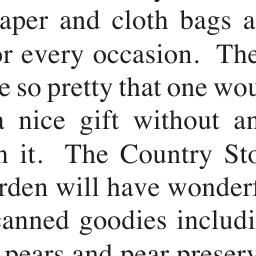 aper and cloth bags a
or every occasion. The
e so pretty that one wou
a nice gift without an
n it. The Country Sto
rden will have wonderf
canned goodies includi
pears and pear preserv